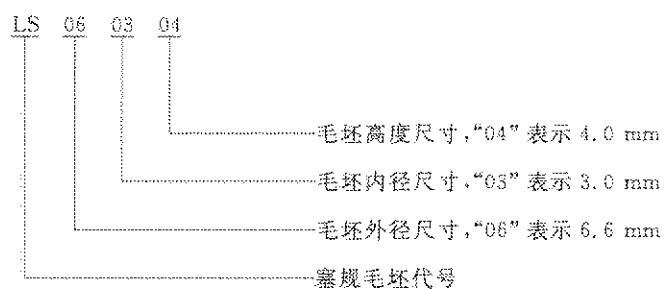 LS 06 03 04
毛坯高度尺寸,“04”表示 4.0 mm
毛坯内径尺寸,“03”表示 3.0 mm
毛坯外径尺寸,“06”表示 6.6 mm
塞规毛坯代号